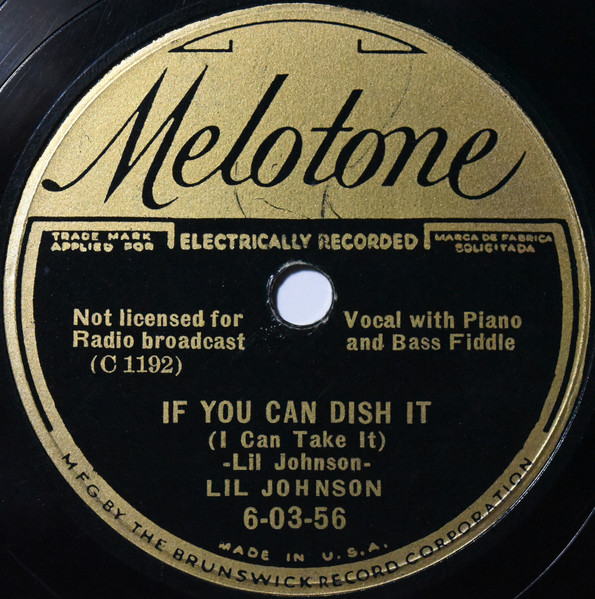 Melotone
TRADE MARK
APPLIED FOR
ELECTRICALLY RECORDED
MARCA DE FABRICA
SOLICITADA
Not licensed for
Radio broadcast
(C 1192)
Vocal with Piano
and Bass Fiddle
IF YOU CAN DISH IT
(I Can Take It)
-Lil Johnson-
LIL JOHNSON
6-03-56
MADE IN U.S.A.
MFG BY THE BRUNSWICK RECORD CORPORATION